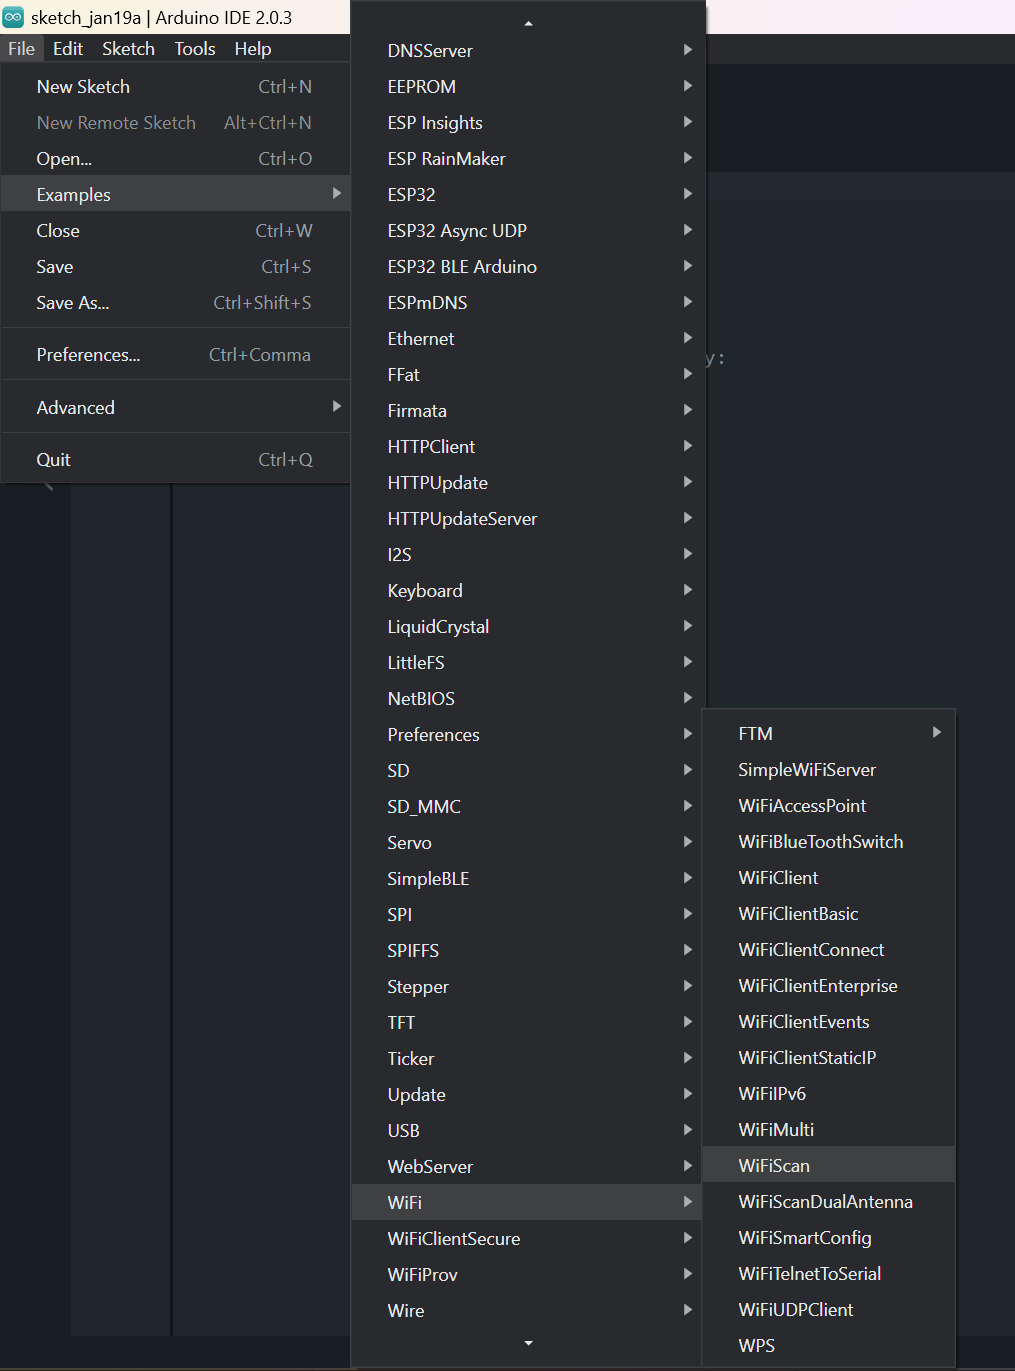 sketch_jan19a | Arduino IDE 2.0.3
File Edit Sketch Tools Help
New Sketch Ctrl+N
New Remote Sketch Alt+Ctrl+N
Open... Ctrl+O
Examples
Close Ctrl+W
Save Ctrl+S
Save As... Ctrl+Shift+S
Preferences... Ctrl+Comma
Advanced
Quit Ctrl+Q
DNSServer
EEPROM
ESP Insights
ESP RainMaker
ESP32
ESP32 Async UDP
ESP32 BLE Arduino
ESPmDNS
Ethernet
FFat
Firmata
HTTPClient
HTTPUpdate
HTTPUpdateServer
I2S
Keyboard
LiquidCrystal
LittleFS
NetBIOS
Preferences
SD
SD_MMC
Servo
SimpleBLE
SPI
SPIFFS
Stepper
TFT
Ticker
Update
USB
WebServer
WiFi
WiFiClientSecure
WiFiProv
Wire
y:
FTM
SimpleWiFiServer
WiFiAccessPoint
WiFiBlueToothSwitch
WiFiClient
WiFiClientBasic
WiFiClientConnect
WiFiClientEnterprise
WiFiClientEvents
WiFiClientStaticIP
WiFiIPv6
WiFiMulti
WiFiScan
WiFiScanDualAntenna
WiFiSmartConfig
WiFiTelnetToSerial
WiFiUDPClient
WPS